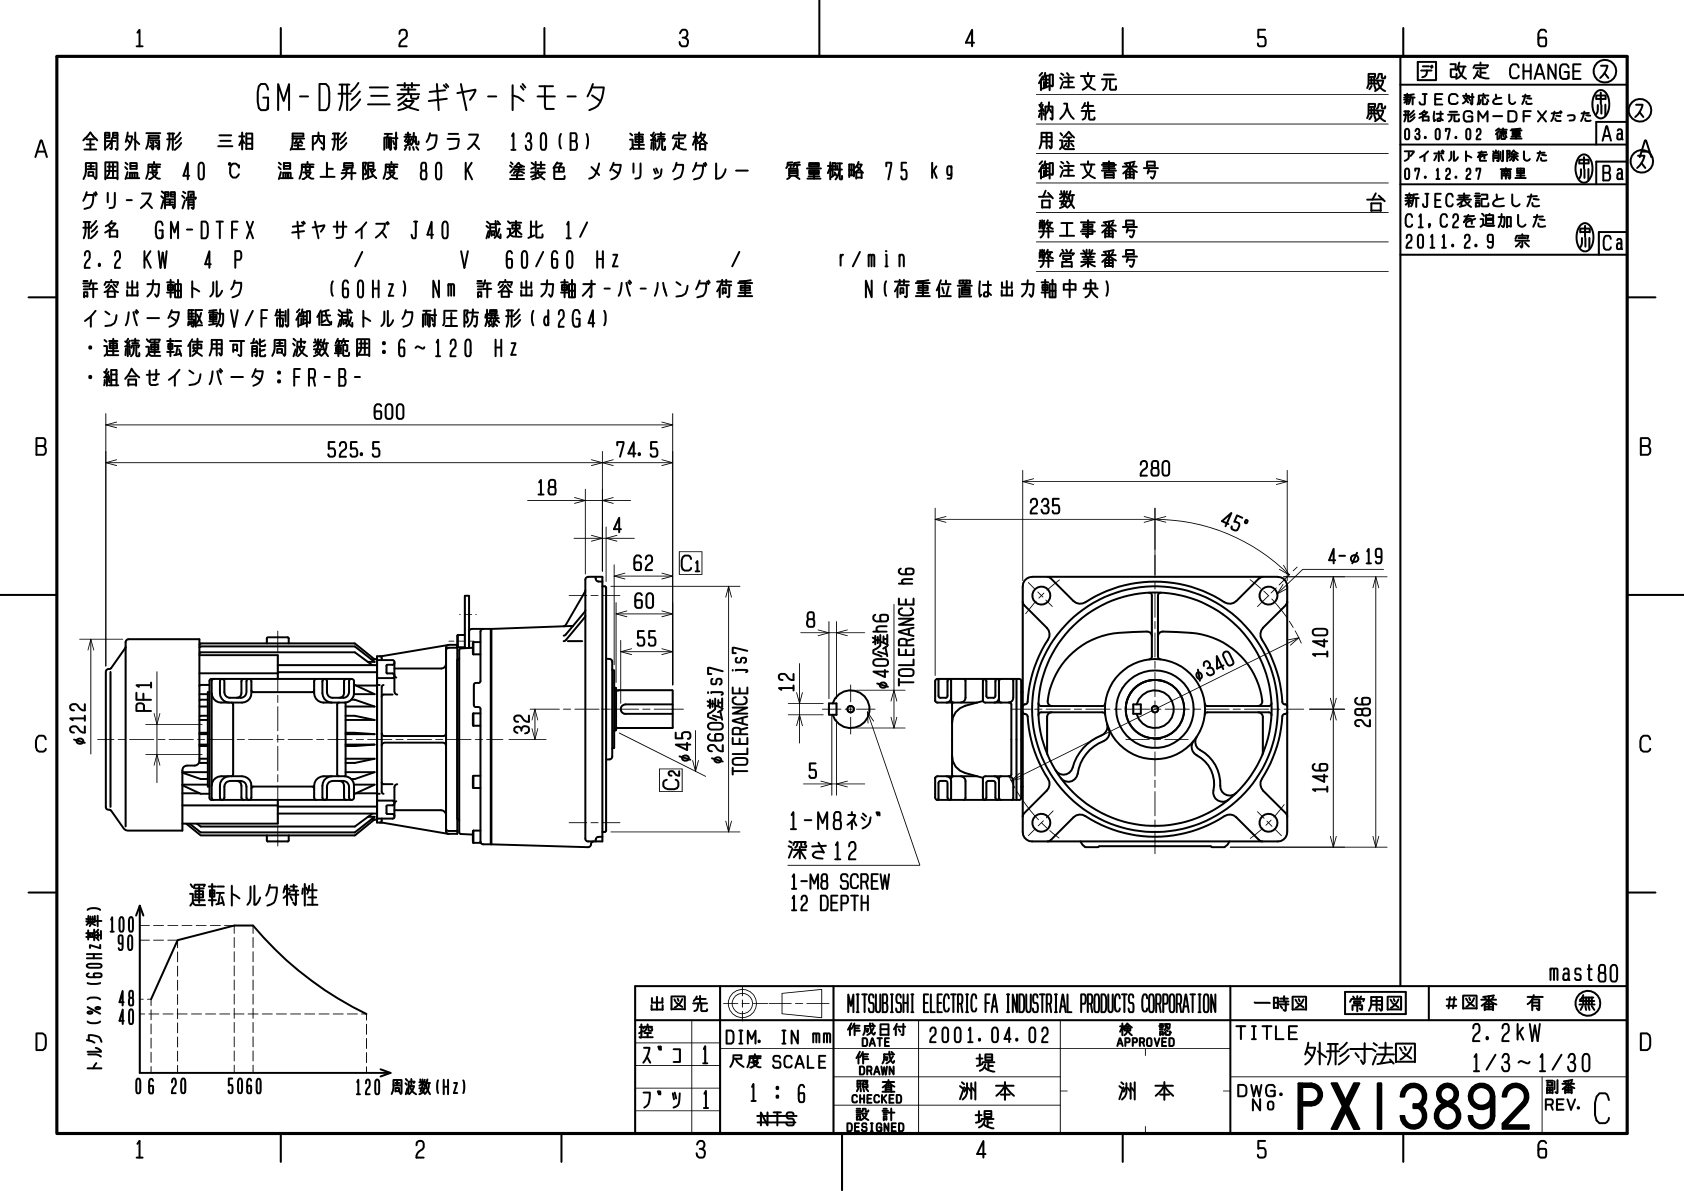 1 2 3 4 5 6
GM-D形三菱ギヤードモータ
全閉外扇形 三相 屋内形 耐熱クラス 130(B) 連続定格
周囲温度 40 ℃ 温度上昇限度 80 K 塗装色 メタリックグレー 質量概略 75 kg
グリース潤滑
形名 GM-DTFX ギヤサイズ J40 減速比 1/
2.2 KW 4 P / V 60/60 Hz / r/min
許容出力軸トルク (60Hz) Nm 許容出力軸オーバーハング荷重 N(荷重位置は出力軸中央)
インバータ駆動V/F制御低減トルク耐圧防爆形(d2G4)
・連続運転使用可能周波数範囲：6～120 Hz
・組合せインバータ：FR-B-
御注文元 殿
納入先 殿
用途
御注文書番号
台数 台
弊工事番号
弊営業番号
デ 改定 CHANGE ス
新JEC対応とした
形名は元GM-DFXだった
03.07.02 徳重 Aa
ス
アイボルトを削除した
07.12.27 南里 Ba
ス
新JEC表記とした
C1,C2を追加した
2011.2.9 宗 Ca
A
A
B
B
C
C
D
D
600
525.5
74.5
18
4
62
C1
60
55
32
φ45
C2
φ260公差js7
TOLERANCE js7
φ212
PF1
8
12
5
φ40公差h6
TOLERANCE h6
1-M8ネジ
深さ12
1-M8 SCREW
12 DEPTH
280
235
45°
4-φ19
φ340
140
286
146
運転トルク特性
トルク(%)(60Hz基準)
100
90
48
40
0 6 20 50 60 120 周波数(Hz)
mast80
出図先
控
ズコ 1
ブツ 1
DIM. IN mm
尺度 SCALE
1 : 6
NTS
MITSUBISHI ELECTRIC FA INDUSTRIAL PRODUCTS CORPORATION
作成日付
DATE
2001.04.02
検 認
APPROVED
作 成
DRAWN
堤
照 査
CHECKED
洲 本
洲 本
設 計
DESIGNED
堤
一時図 常用図 #図番 有 無
TITLE
外形寸法図
2.2kW
1/3～1/30
DWG.
No
PX13892
副番
REV.
C
1 2 3 4 5 6